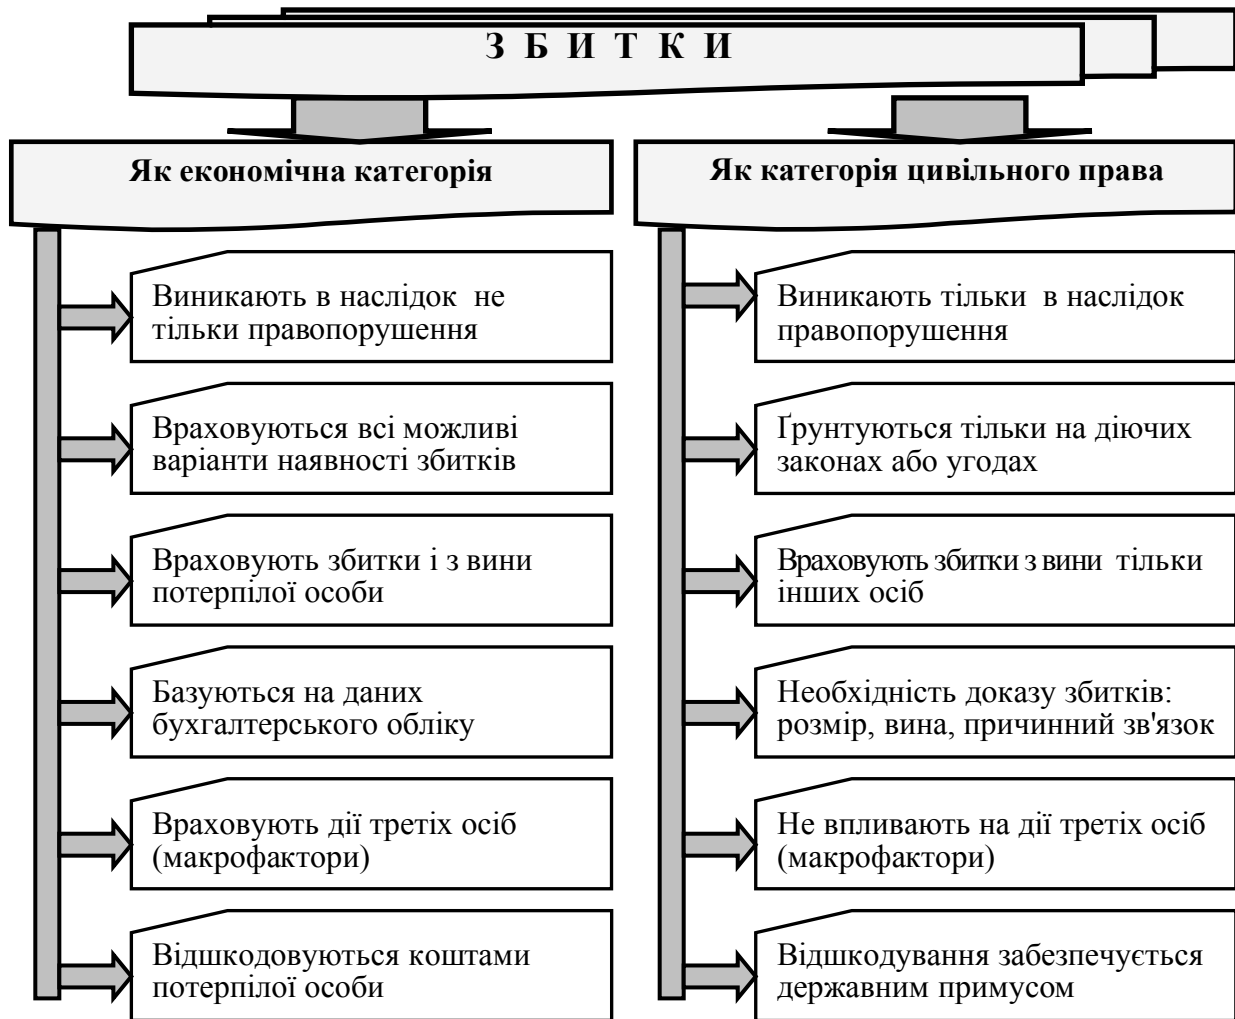 З Б И Т К И
Як економічна категорія
Виникають в наслідок не
тільки правопорушення
Враховуються всі можливі
варіанти наявності збитків
Враховують збитки і з вини
потерпілої особи
Базуються на даних
бухгалтерського обліку
Враховують дії третіх осіб
(макрофактори)
Відшкодовуються коштами
потерпілої особи
Як категорія цивільного права
Виникають тільки в наслідок
правопорушення
Ґрунтуються тільки на діючих
законах або угодах
Враховують збитки з вини тільки
інших осіб
Необхідність доказу збитків:
розмір, вина, причинний зв'язок
Не впливають на дії третіх осіб
(макрофактори)
Відшкодування забезпечується
державним примусом